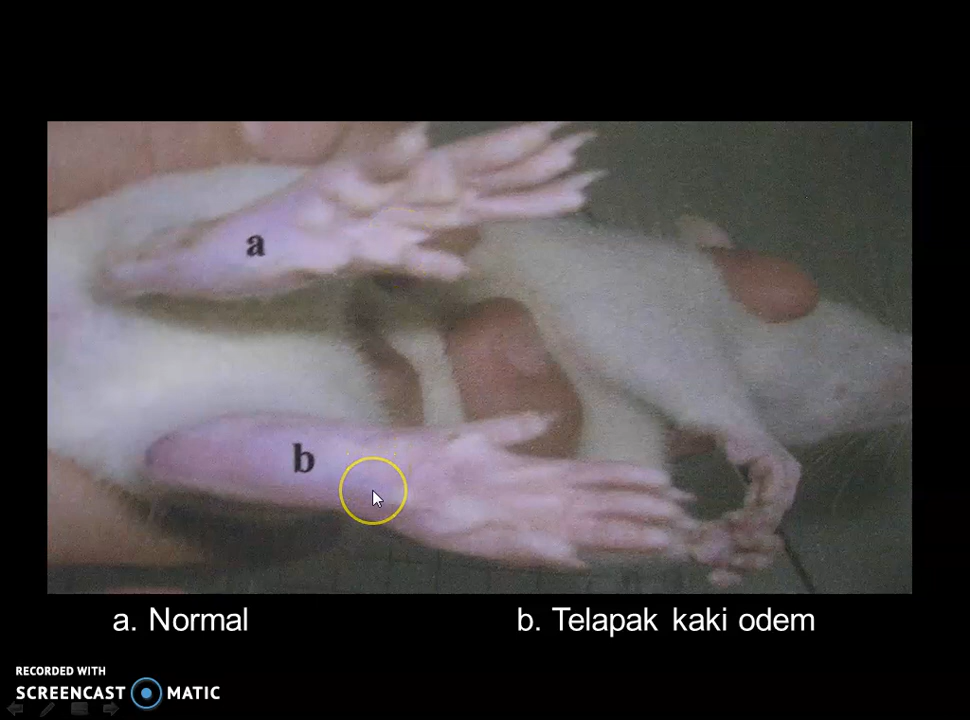 a
b
a. Normal
b. Telapak kaki odem
RECORDED WITH
SCREENCAST MATIC